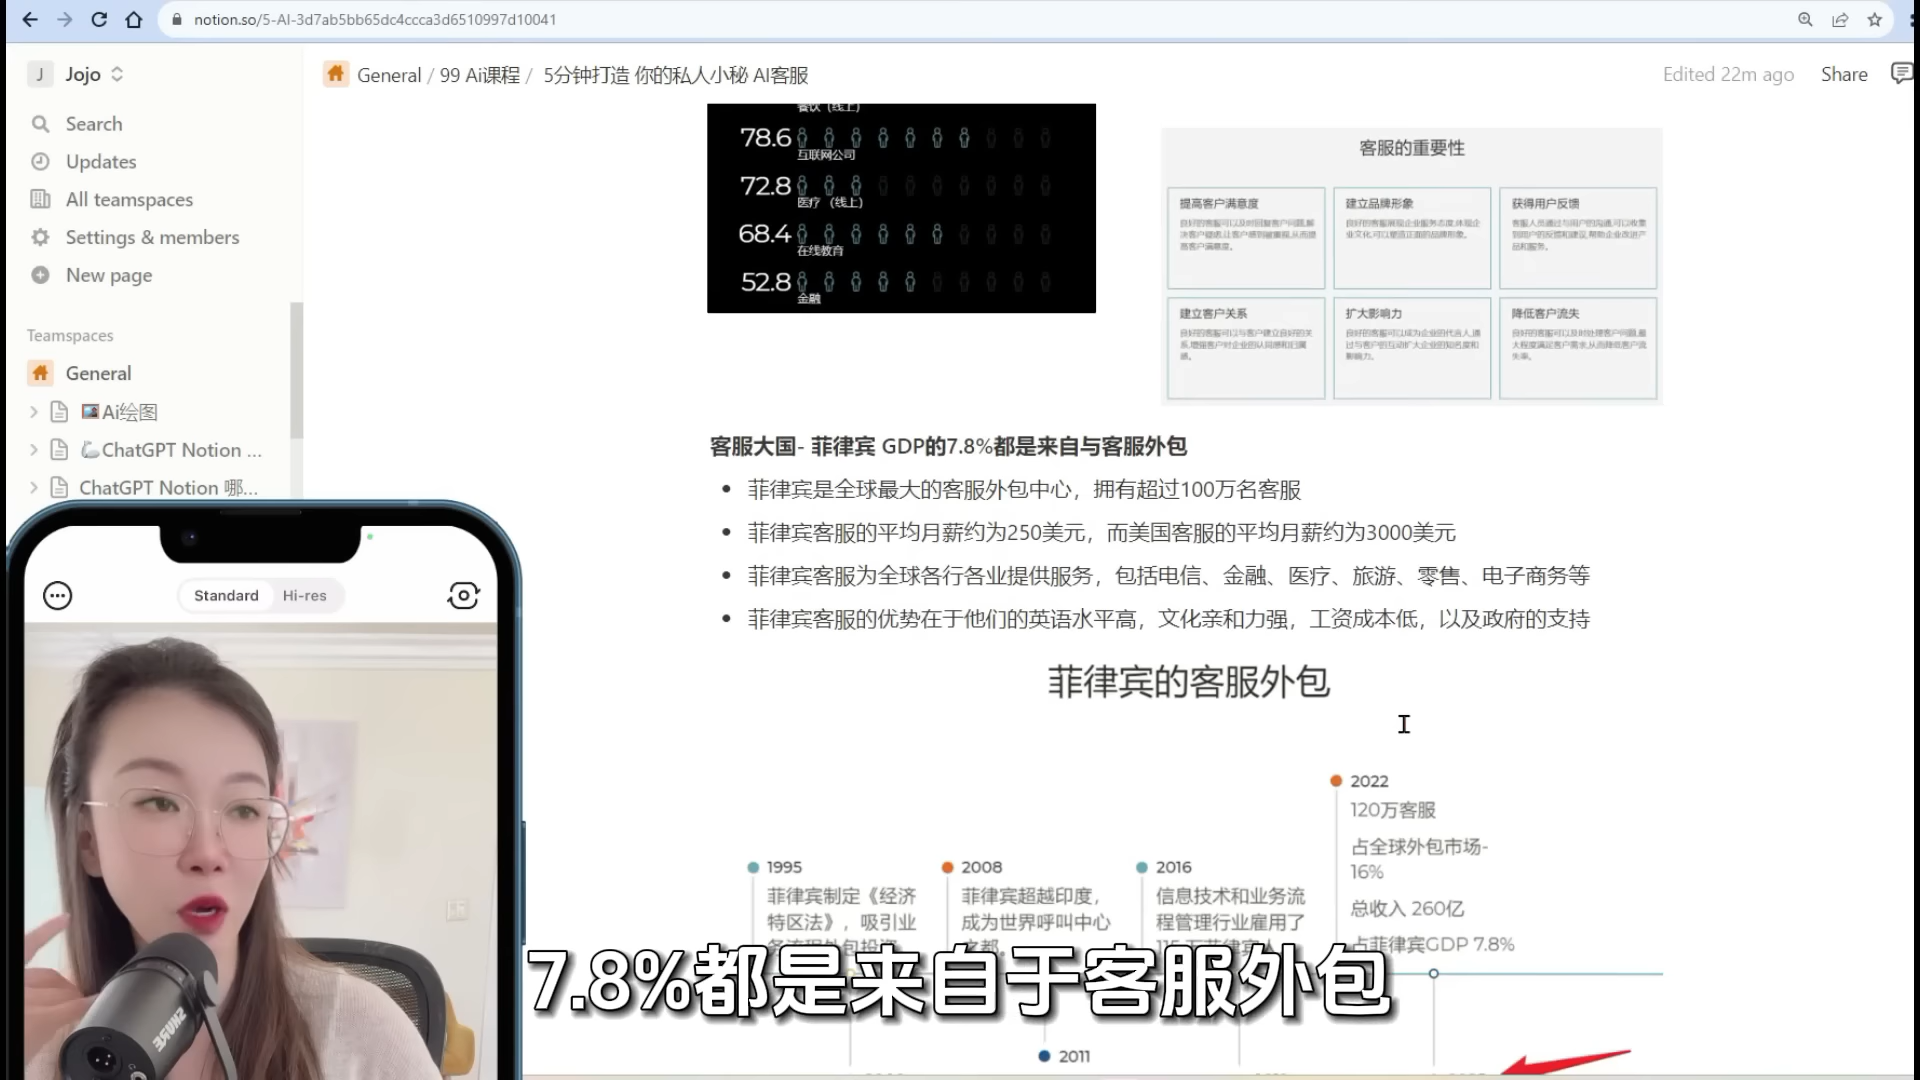 notion.so/5-AI-3d7ab5bb65dc4ccca3d6510997d10041
J Jojo
General / 99 Ai课程 / 5分钟打造 你的私人小秘 AI客服
Edited 22m ago
Share
Search
Updates
All teamspaces
Settings & members
New page
Teamspaces
General
Ai绘图
ChatGPT Notion ...
ChatGPT Notion 哪...
餐饮（线上）
78.6
互联网公司
72.8
医疗（线上）
68.4
在线教育
52.8
金融
客服的重要性
提高客户满意度
建立品牌形象
获得用户反馈
建立客户关系
扩大影响力
降低客户流失
客服大国- 菲律宾 GDP的7.8%都是来自与客服外包
• 菲律宾是全球最大的客服外包中心，拥有超过100万名客服
• 菲律宾客服的平均月薪约为250美元，而美国客服的平均月薪约为3000美元
• 菲律宾客服为全球各行各业提供服务，包括电信、金融、医疗、旅游、零售、电子商务等
• 菲律宾客服的优势在于他们的英语水平高，文化亲和力强，工资成本低，以及政府的支持
菲律宾的客服外包
1995
菲律宾制定《经济
特区法》，吸引业
2008
菲律宾超越印度，
成为世界呼叫中心
2016
信息技术和业务流
程管理行业雇用了
2022
120万客服
占全球外包市场-
16%
总收入 260亿
占菲律宾GDP 7.8%
2011
Standard
Hi-res
SHURE
7.8%都是来自于客服外包